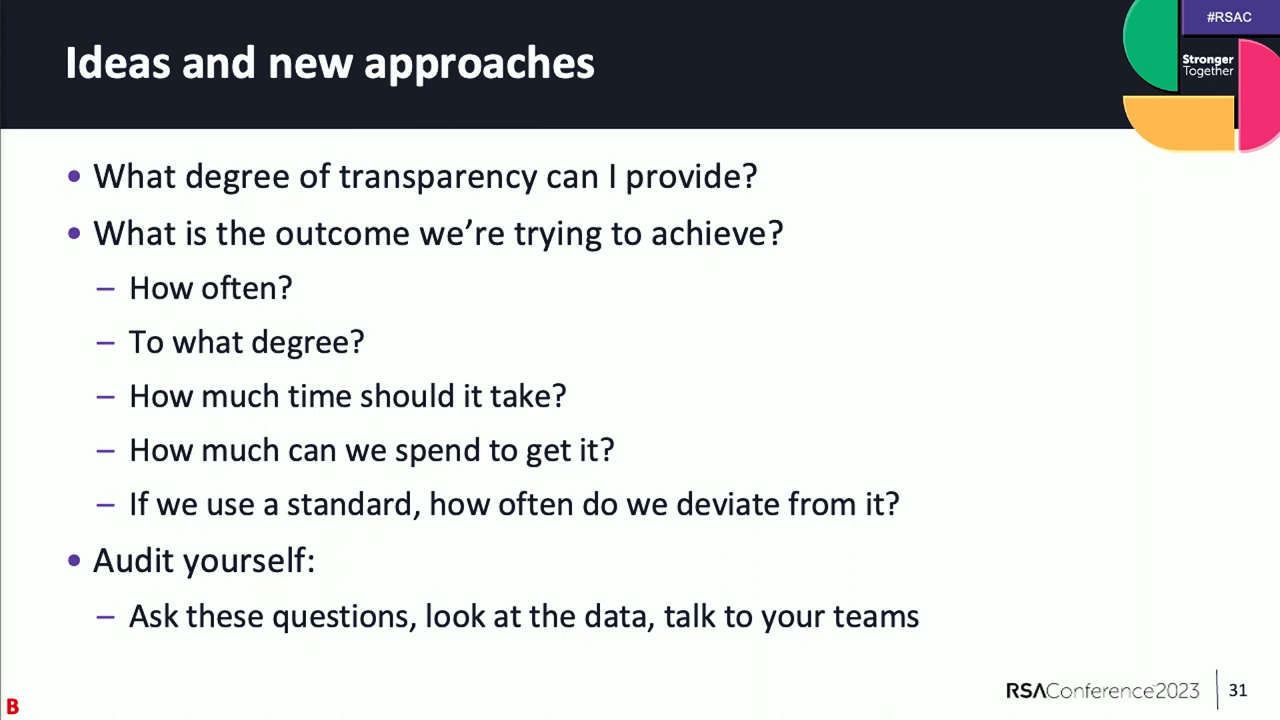 Ideas and new approaches
#RSAC
Stronger
Together
• What degree of transparency can I provide?
• What is the outcome we’re trying to achieve?
– How often?
– To what degree?
– How much time should it take?
– How much can we spend to get it?
– If we use a standard, how often do we deviate from it?
• Audit yourself:
– Ask these questions, look at the data, talk to your teams
RSAConference2023
31
B